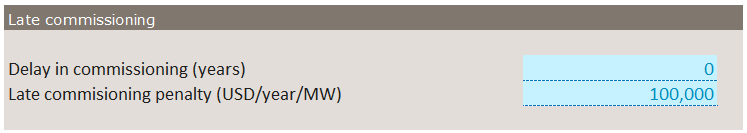 Late commissioning
Delay in commissioning (years) 0
Late commisioning penalty (USD/year/MW) 100,000